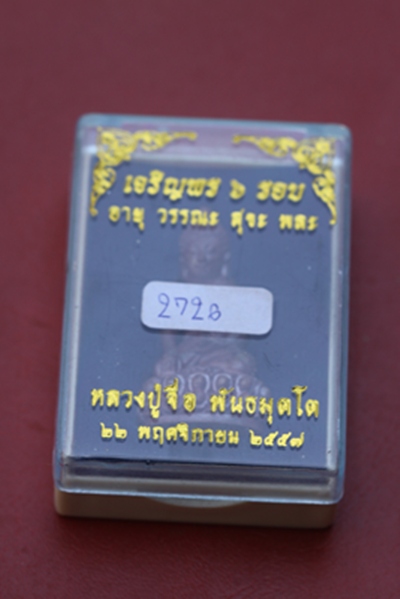 เจริญพร ๖ รอบ
อายุ วรรณะ สุขะ พละ
2726
หลวงปู่จื่อ พันธมุตโต
๒๒ พฤศจิกายน ๒๕๕๗